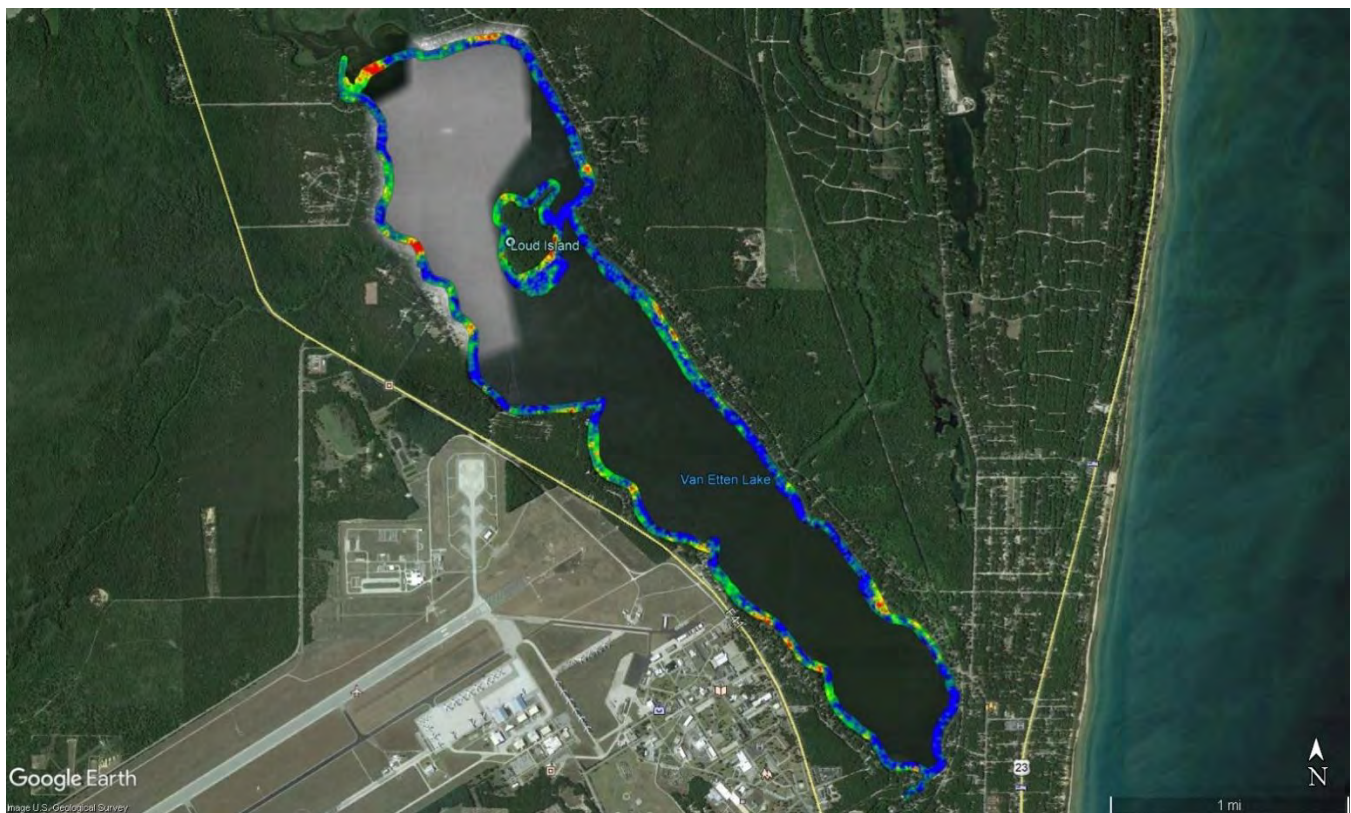 Loud Island
Van Etten Lake
23
Google Earth
Image U.S. Geological Survey
N
1 mi